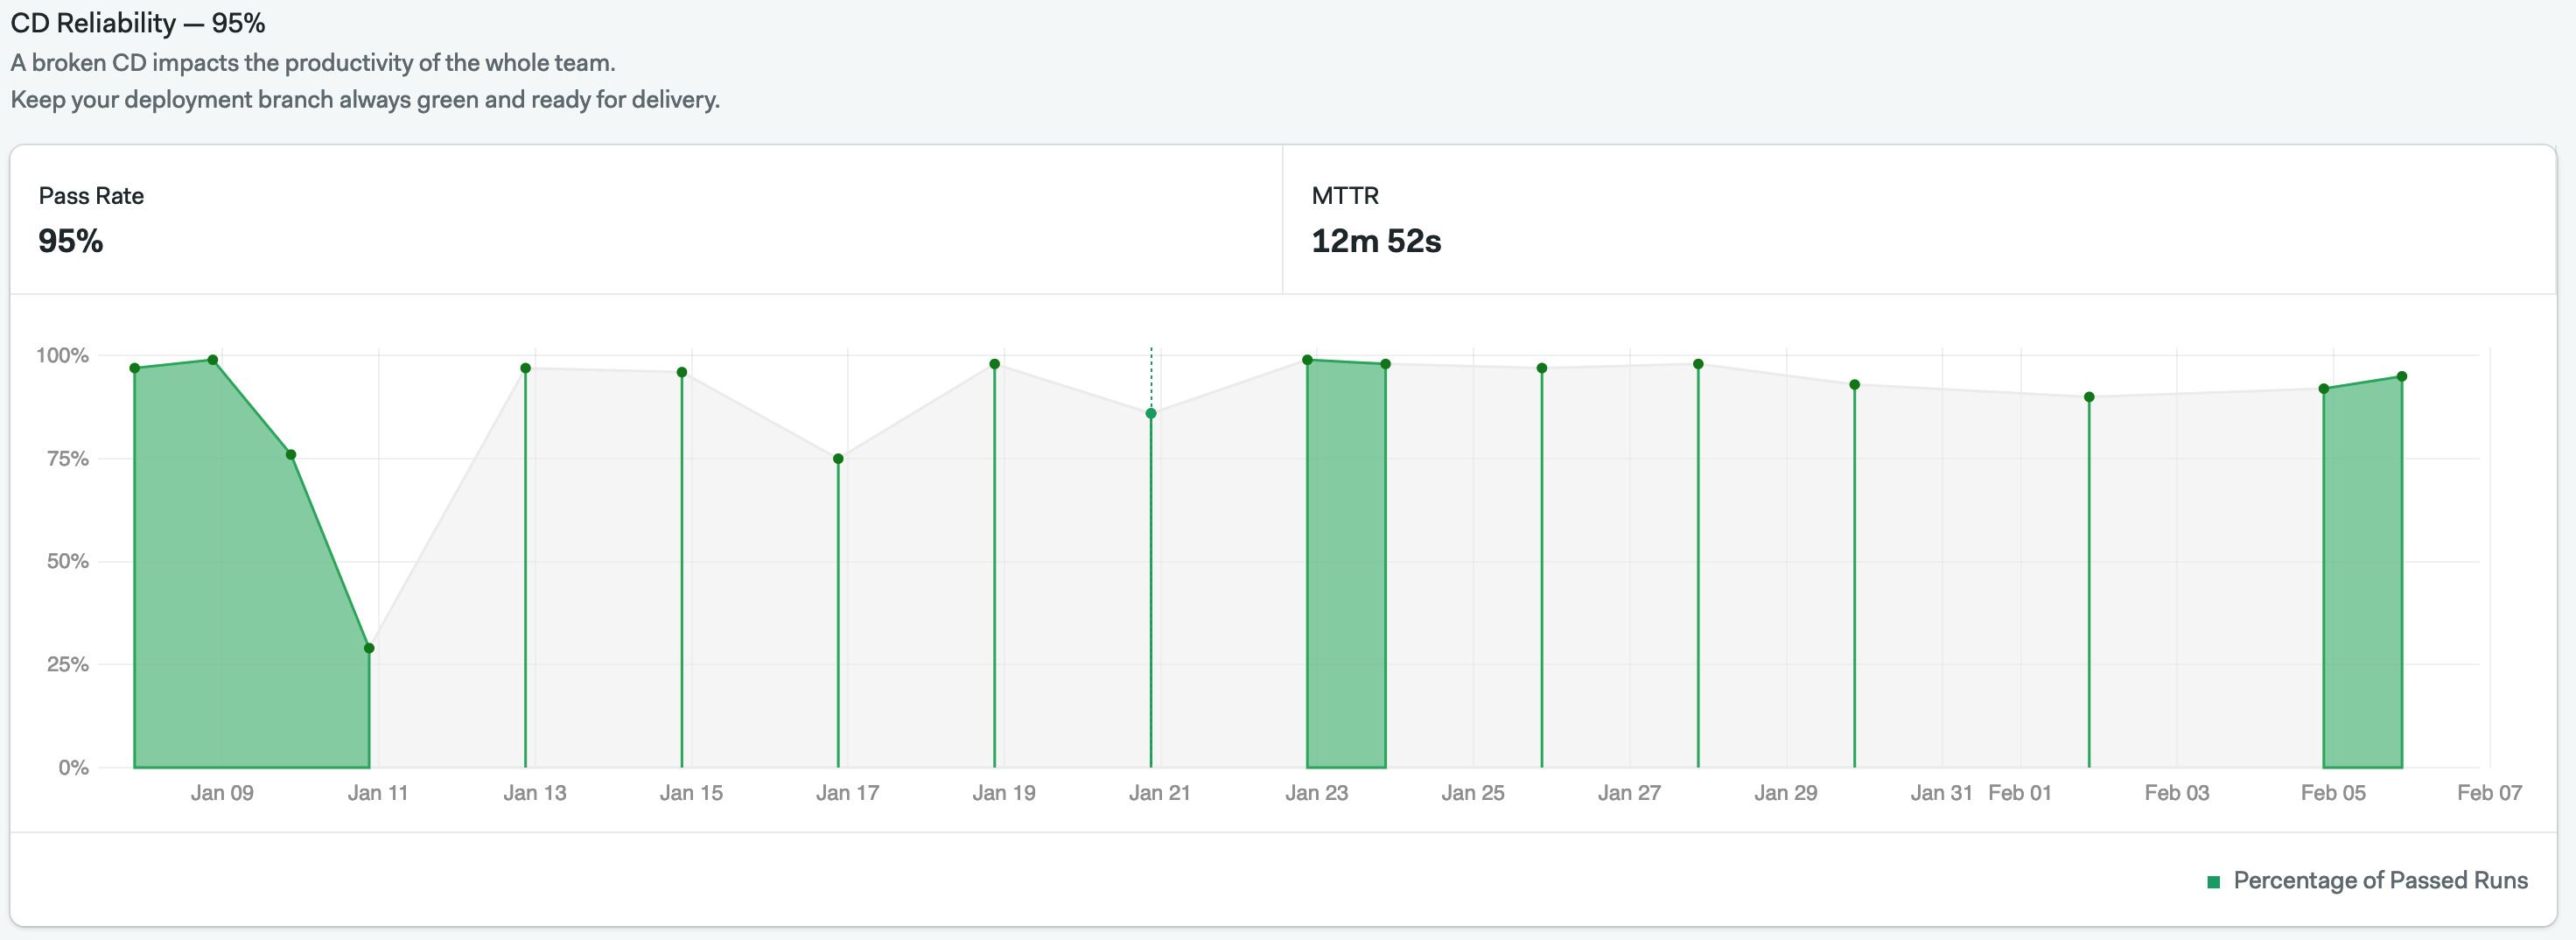 CD Reliability — 95%
A broken CD impacts the productivity of the whole team.
Keep your deployment branch always green and ready for delivery.
Pass Rate
95%
MTTR
12m 52s
100%
75%
50%
25%
0%
Jan 09 Jan 11 Jan 13 Jan 15 Jan 17 Jan 19 Jan 21 Jan 23 Jan 25 Jan 27 Jan 29 Jan 31 Feb 01 Feb 03 Feb 05 Feb 07
Percentage of Passed Runs